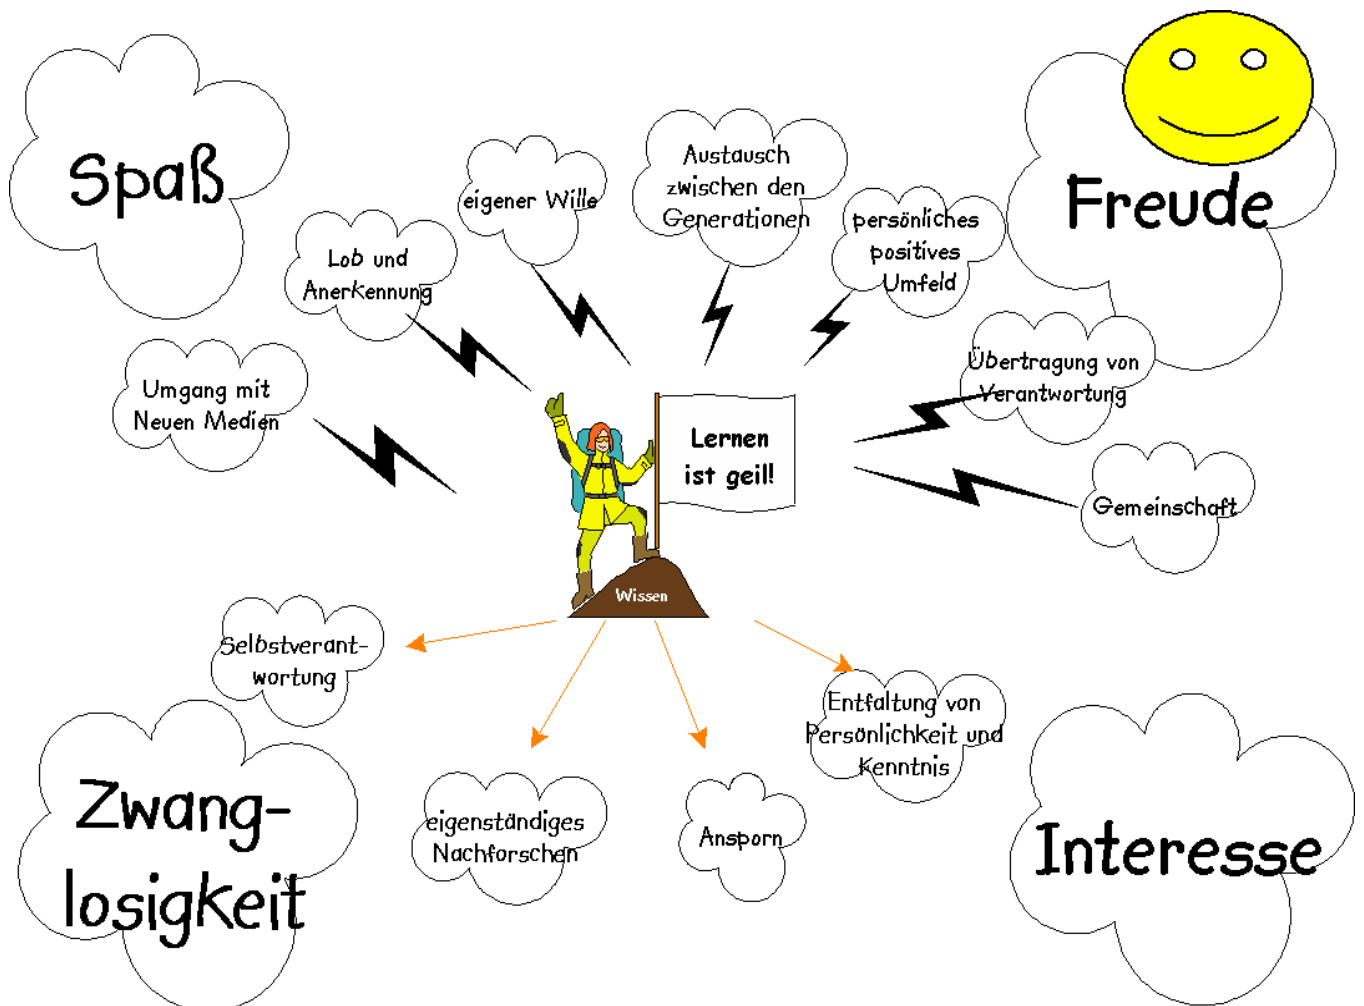 Spaß
Freude
eigener Wille
Austausch
zwischen den
Generationen
persönliches
positives
Umfeld
Lob und
Anerkennung
Umgang mit
Neuen Medien
Übertragung von
Verantwortung
Gemeinschaft
Lernen
ist geil!
Wissen
Selbstverant-
wortung
Entfaltung von
Persönlichkeit und
Kenntnis
eigenständiges
Nachforschen
Ansporn
Zwang-
losigkeit
Interesse